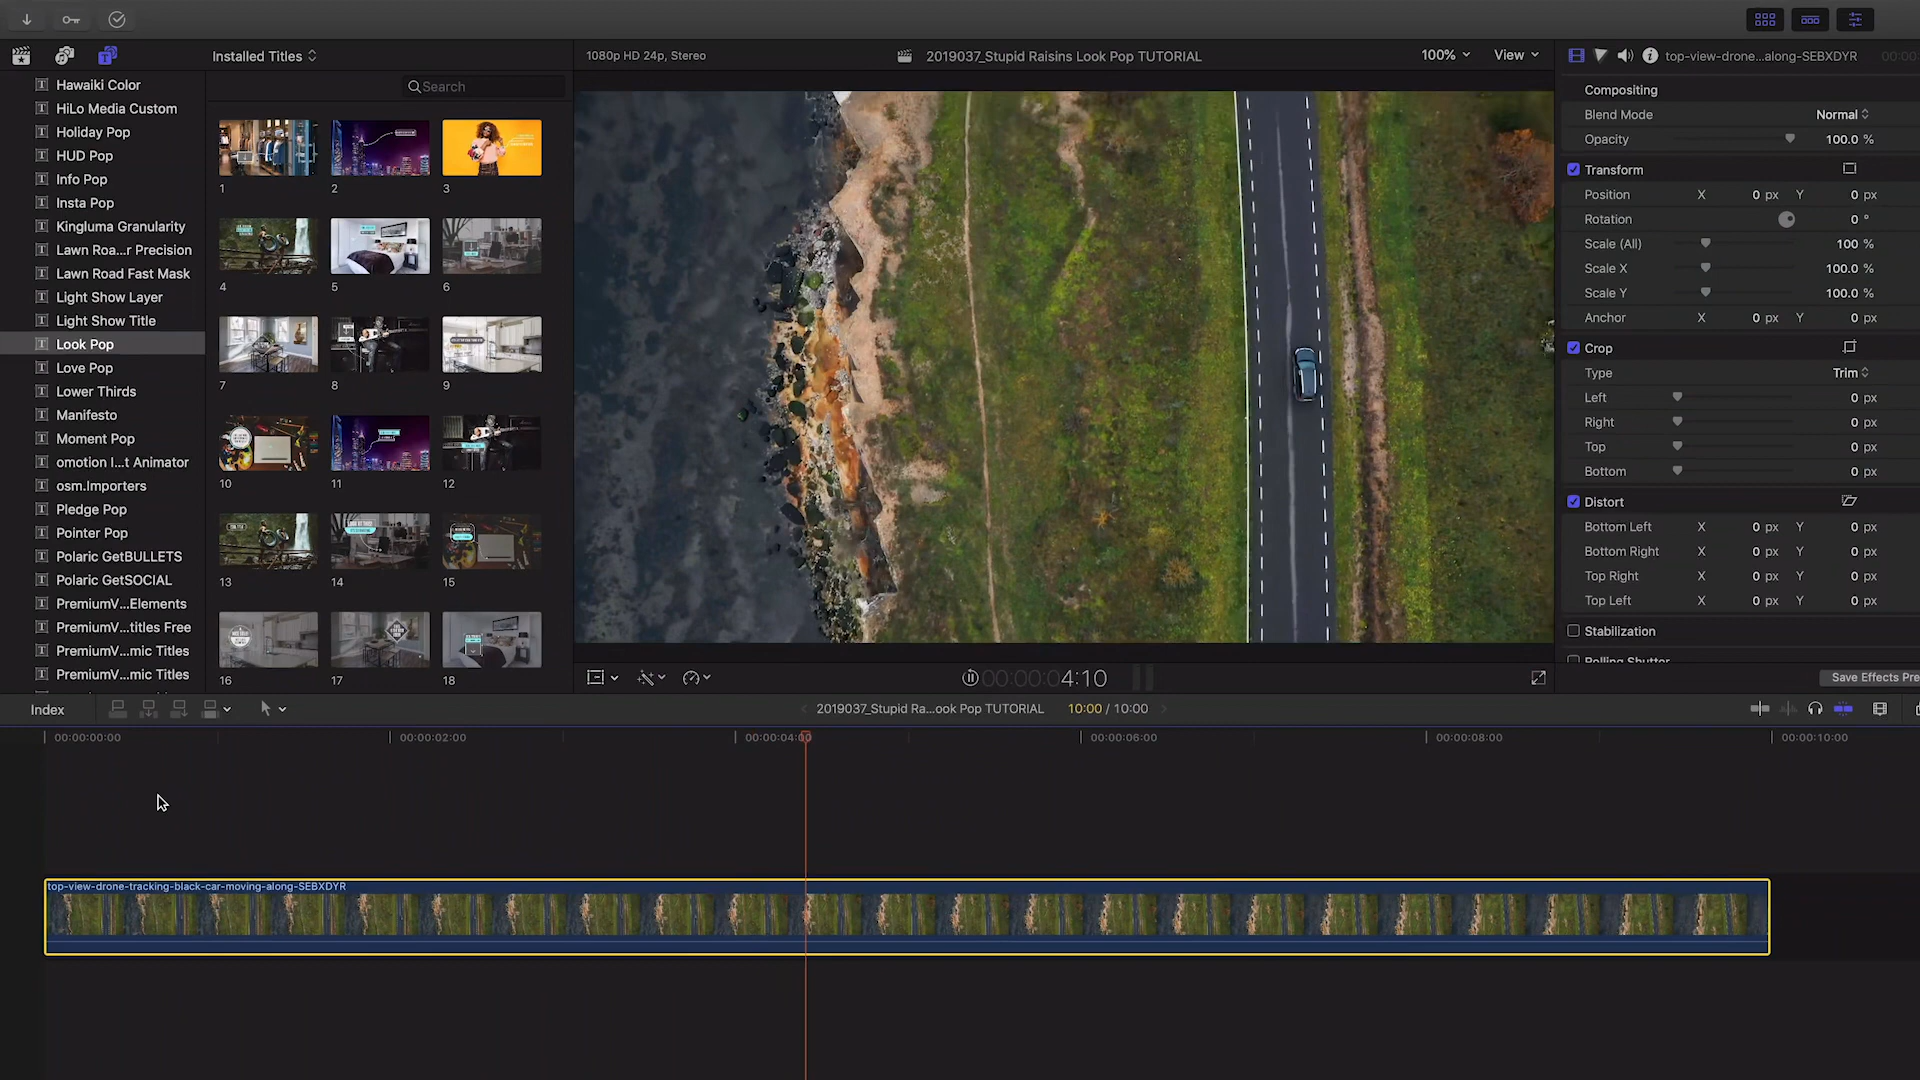 Installed Titles
1080p HD 24p, Stereo
2019037_Stupid Raisins Look Pop TUTORIAL
100%
View
top-view-drone...along-SEBXDYR
Search
Hawaiki Color
HiLo Media Custom
Holiday Pop
HUD Pop
Info Pop
Insta Pop
Kingluma Granularity
Lawn Roa...r Precision
Lawn Road Fast Mask
Light Show Layer
Light Show Title
Look Pop
Love Pop
Lower Thirds
Manifesto
Moment Pop
omotion I...t Animator
osm.Importers
Pledge Pop
Pointer Pop
Polaric GetBULLETS
Polaric GetSOCIAL
PremiumV...Elements
PremiumV...titles Free
PremiumV...mic Titles
PremiumV...mic Titles
1 2 3
4 5 6
7 8 9
10 11 12
13 14 15
16 17 18
Compositing
Blend Mode Normal
Opacity 100.0 %
Transform
Position X 0 px Y 0 px
Rotation 0 °
Scale (All) 100 %
Scale X 100.0 %
Scale Y 100.0 %
Anchor X 0 px Y 0 px
Crop
Type Trim
Left 0 px
Right 0 px
Top 0 px
Bottom 0 px
Distort
Bottom Left X 0 px Y 0 px
Bottom Right X 0 px Y 0 px
Top Right X 0 px Y 0 px
Top Left X 0 px Y 0 px
Stabilization
Rolling Shutter
Save Effects Pre
00:00:04:10
Index
2019037_Stupid Ra...ook Pop TUTORIAL
10:00 / 10:00
00:00:00:00
00:00:02:00
00:00:04:00
00:00:06:00
00:00:08:00
00:00:10:00
top-view-drone-tracking-black-car-moving-along-SEBXDYR